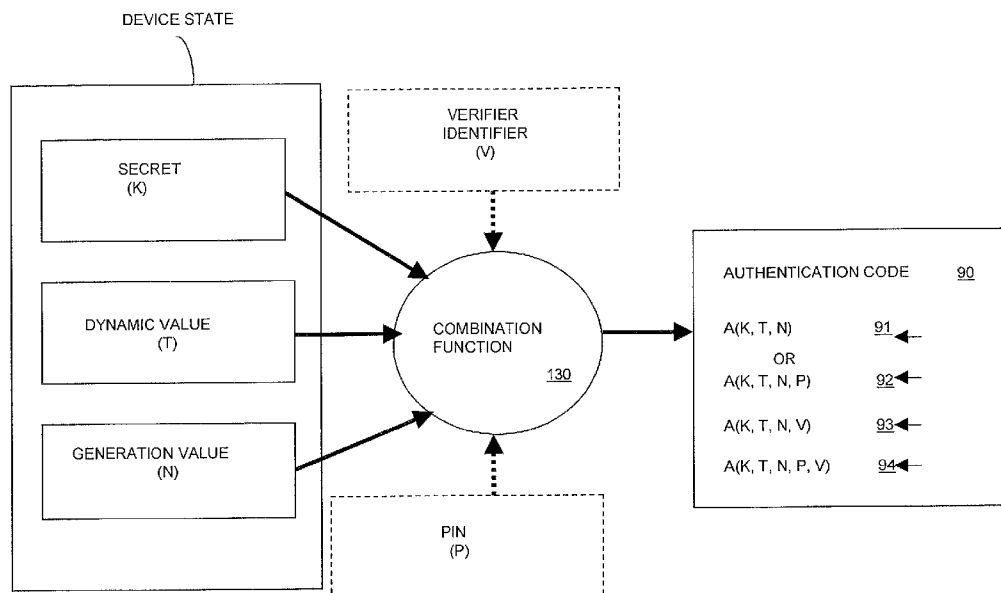 DEVICE STATE
SECRET
(K)
DYNAMIC VALUE
(T)
GENERATION VALUE
(N)
VERIFIER
IDENTIFIER
(V)
COMBINATION
FUNCTION
130
PIN
(P)
AUTHENTICATION CODE 90
A(K, T, N) 91
OR
A(K, T, N, P) 92
A(K, T, N, V) 93
A(K, T, N, P, V) 94